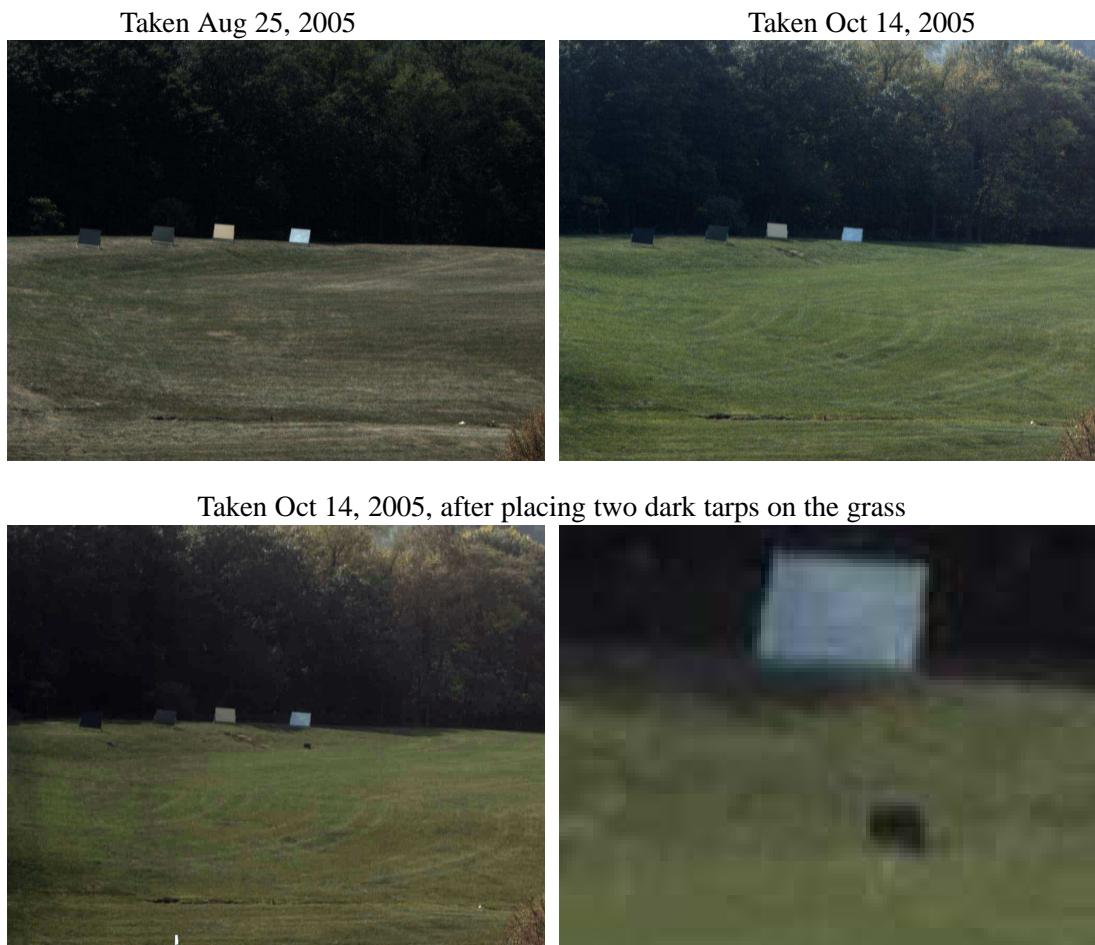 Taken Aug 25, 2005
Taken Oct 14, 2005
Taken Oct 14, 2005, after placing two dark tarps on the grass